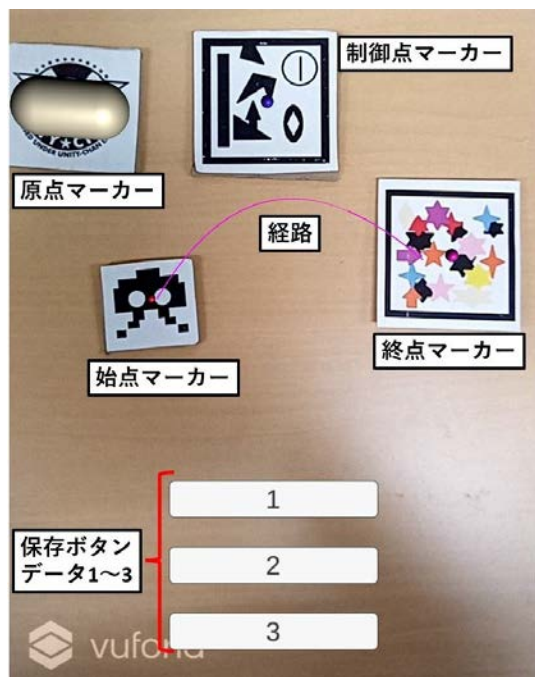 制御点マーカー
原点マーカー
経路
始点マーカー
終点マーカー
1
保存ボタン
データ1~3
2
3
vuforia